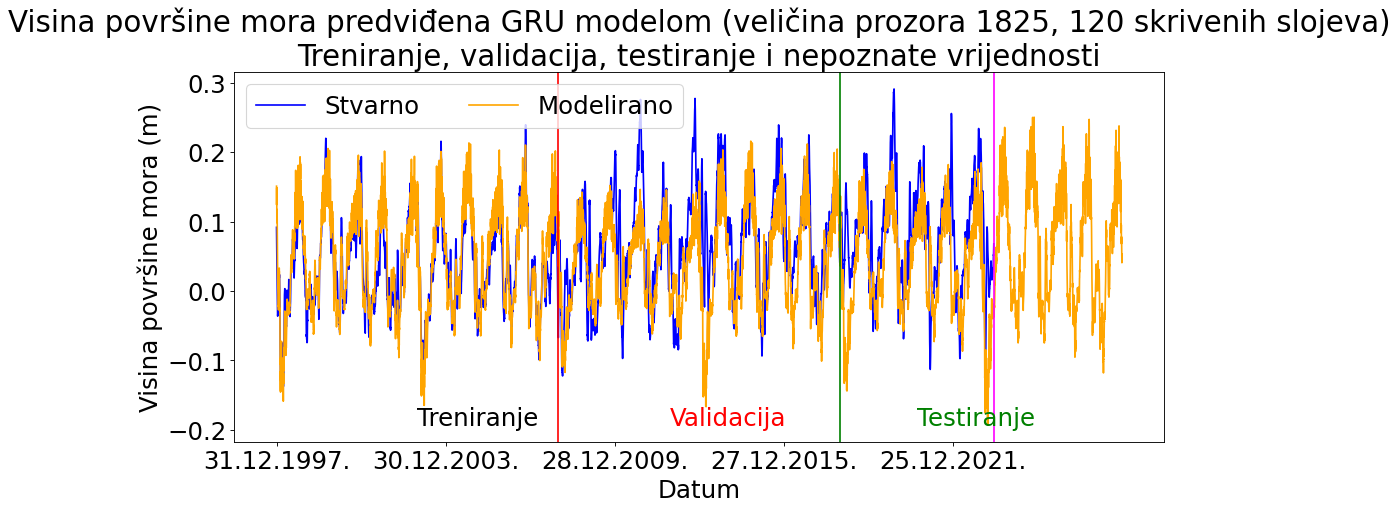 Visina površine mora predviđena GRU modelom (veličina prozora 1825, 120 skrivenih slojeva)
Treniranje, validacija, testiranje i nepoznate vrijednosti
Stvarno
Modelirano
Visina površine mora (m)
0.3
0.2
0.1
0.0
−0.1
−0.2
Treniranje
Validacija
Testiranje
31.12.1997.
30.12.2003.
28.12.2009.
27.12.2015.
25.12.2021.
Datum